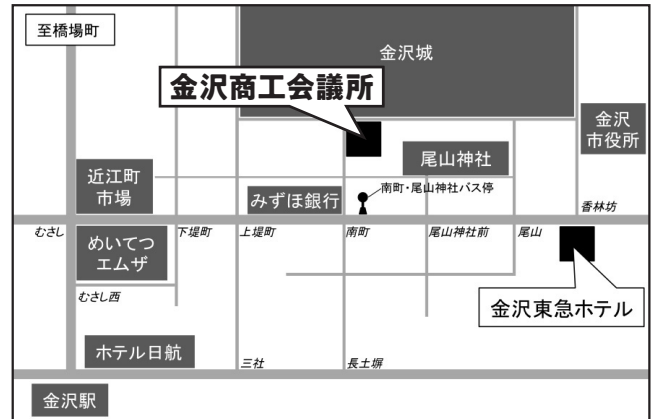 至橋場町
金沢城
金沢商工会議所
金沢
市役所
尾山神社
近江町
市場
みずほ銀行
南町・尾山神社バス停
香林坊
むさし
めいてつ
エムザ
下堤町
上堤町
南町
尾山神社前
尾山
むさし西
金沢東急ホテル
ホテル日航
三社
長土塀
金沢駅